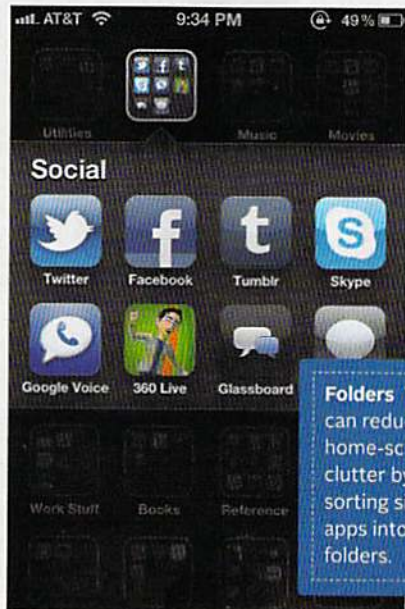 AT&T 9:34 PM 49%
Utilities Music Movies
Social
Twitter Facebook Tumblr Skype
Google Voice 360 Live Glassboard
Folders
can redu
home-sc
clutter by
sorting si
apps into
folders.
Work Stuff Books Reference